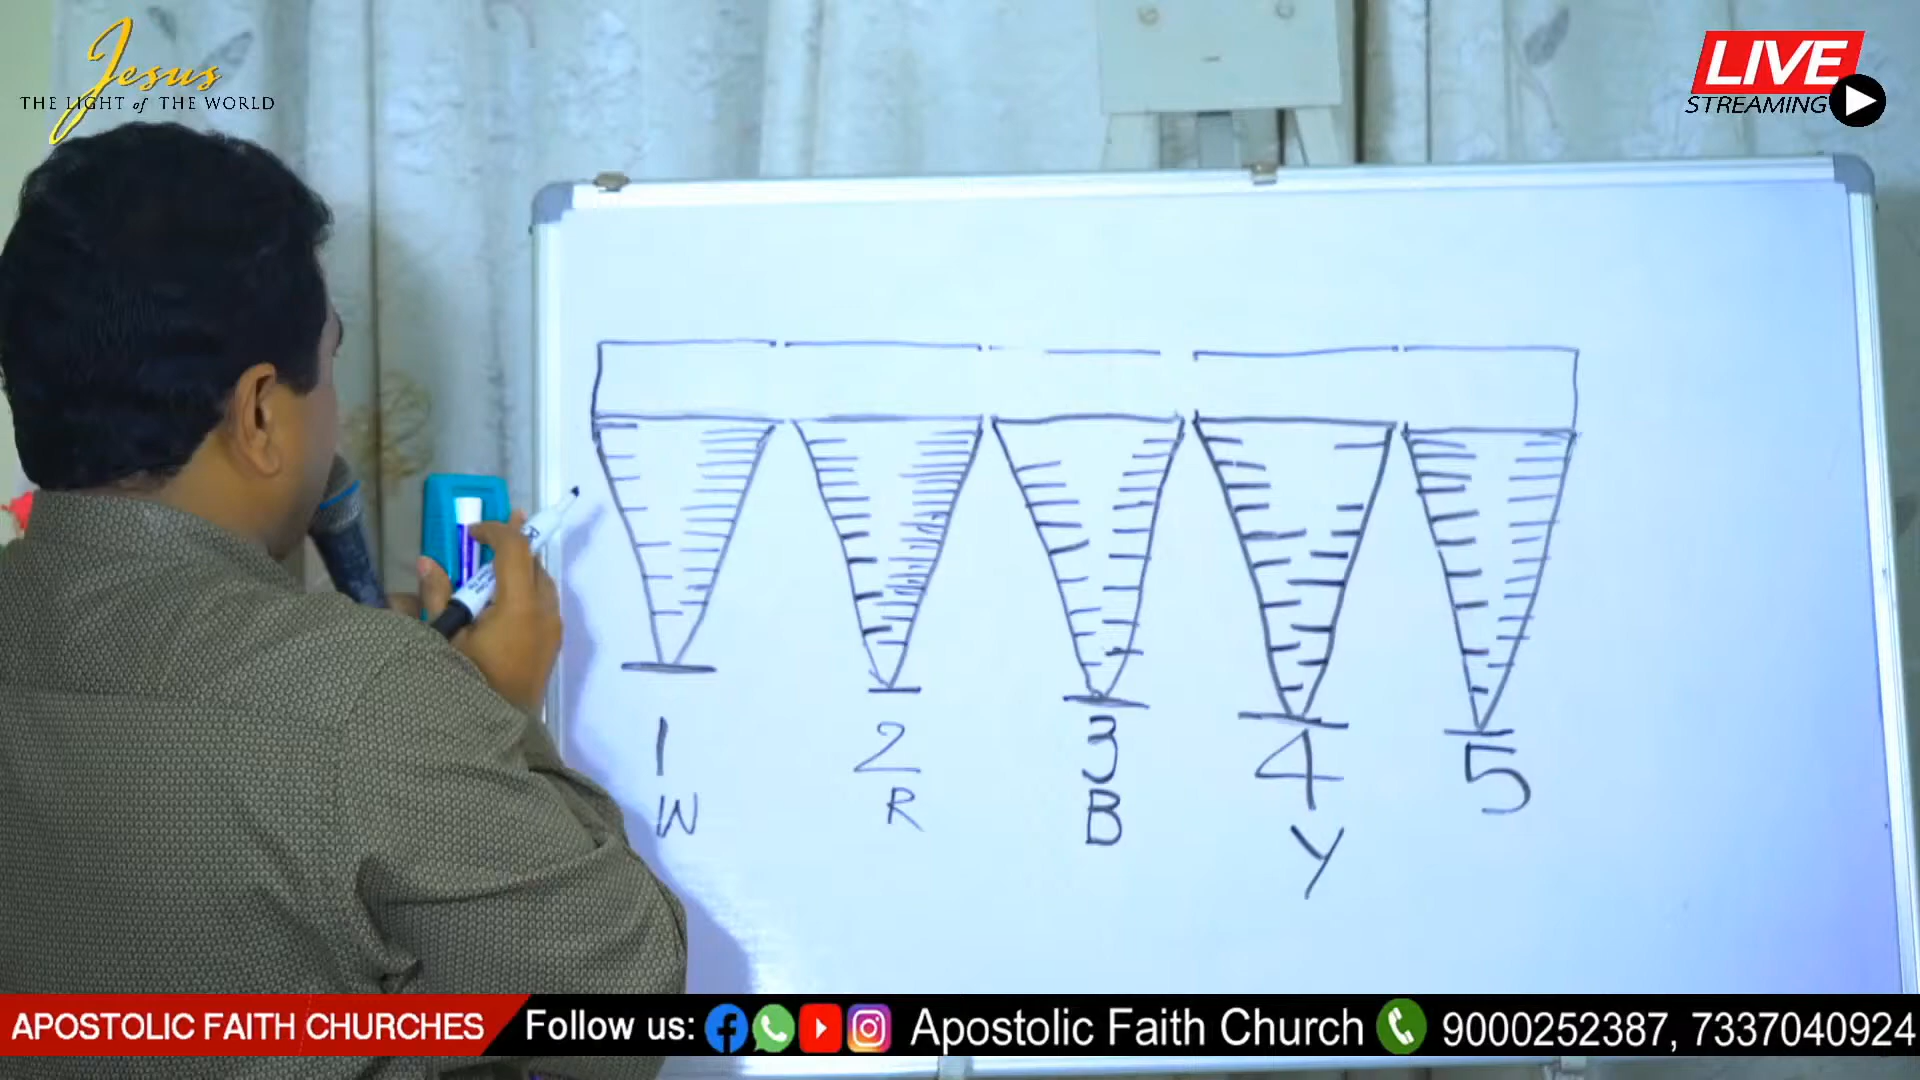 Jesus
THE LIGHT of THE WORLD
LIVE
STREAMING
1 2 3 4 5
W R B Y
APOSTOLIC FAITH CHURCHES Follow us: Apostolic Faith Church 9000252387, 7337040924